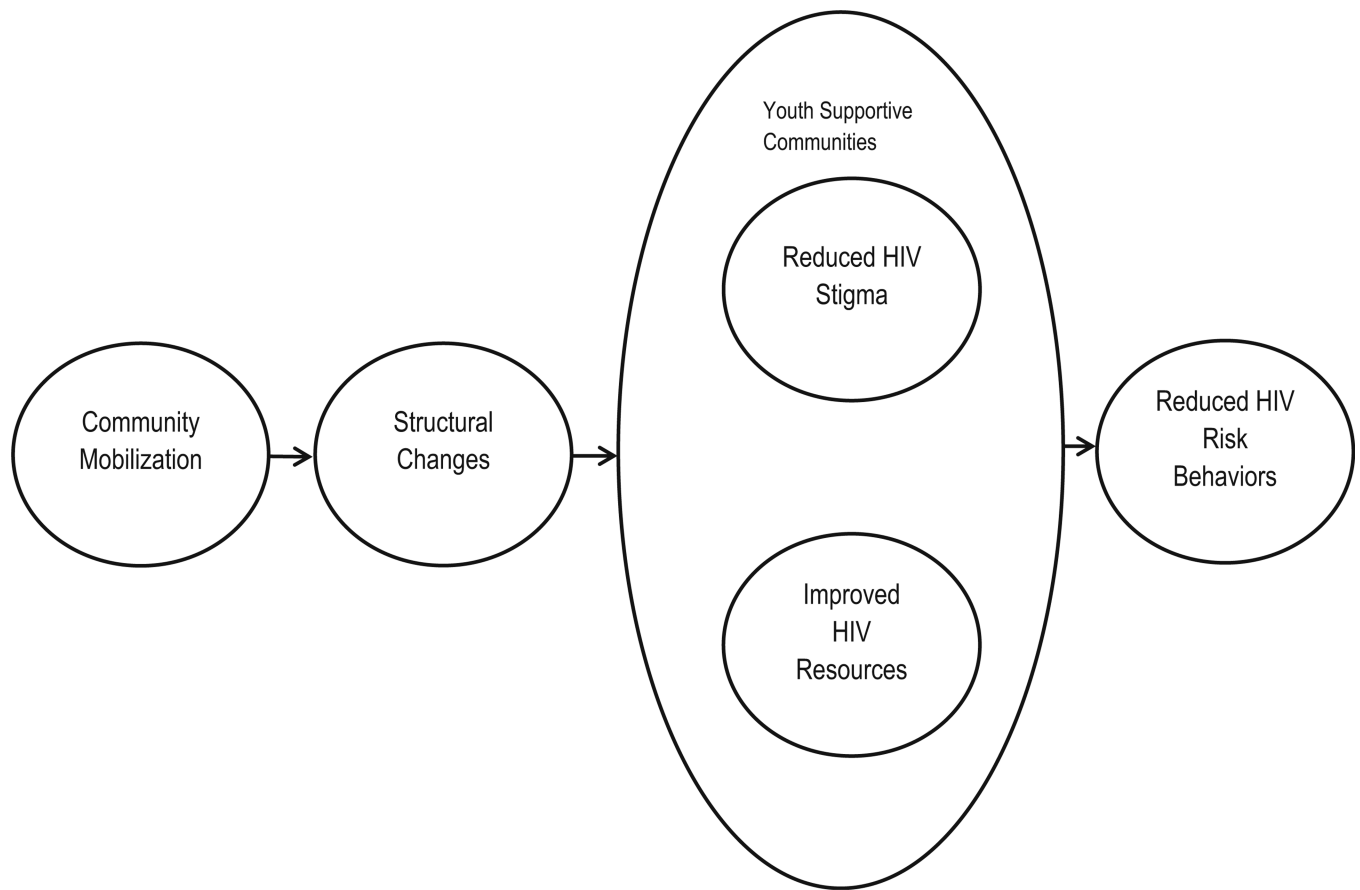 Community
Mobilization
Structural
Changes
Youth Supportive
Communities
Reduced HIV
Stigma
Improved
HIV
Resources
Reduced HIV
Risk
Behaviors